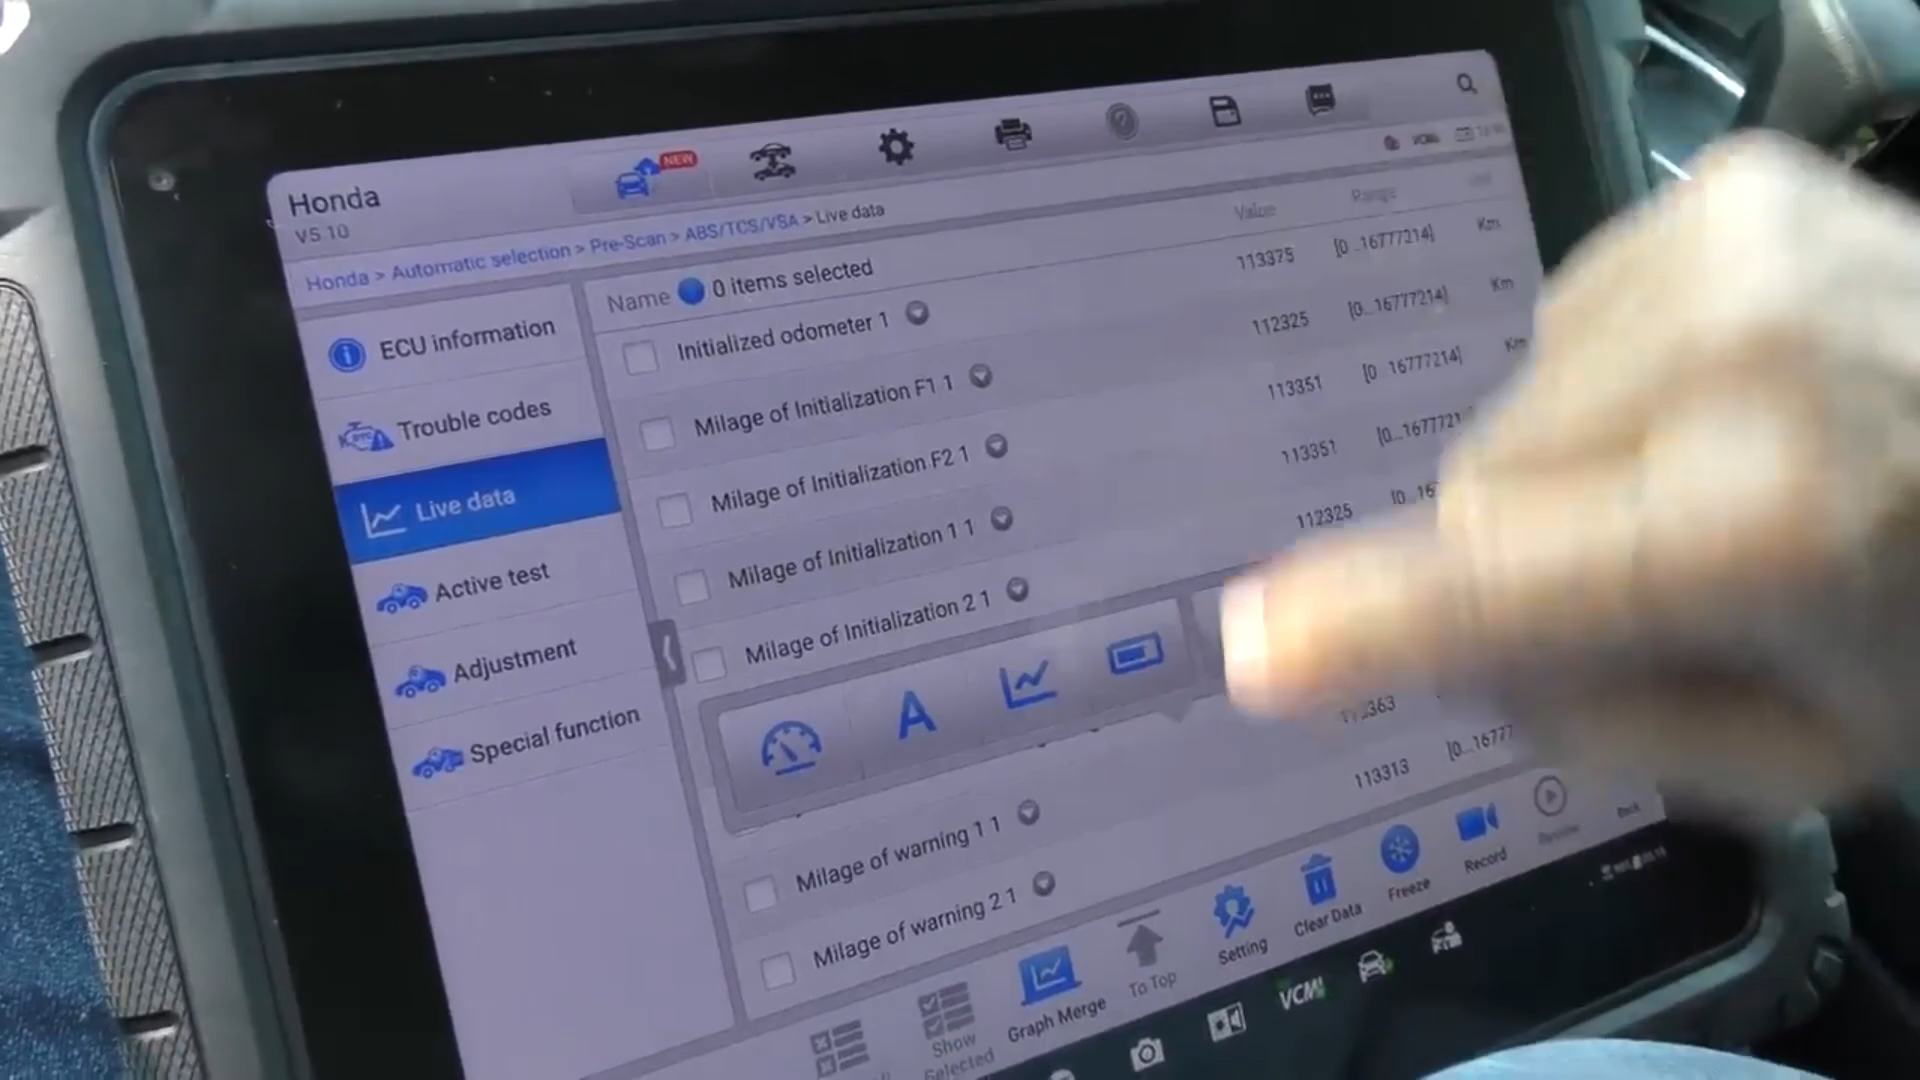 Honda
V5.10
NEW
Honda > Automatic selection > Pre-Scan > ABS/TCS/VSA > Live data
ECU information
Trouble codes
Live data
Active test
Adjustment
Special function
Name 0 items selected
Value
Range
Initialized odometer 1
113375
[0...16777214]
Km
Milage of Initialization F1 1
112325
[0...16777214]
Km
Milage of Initialization F2 1
113351
[0...16777214]
Km
Milage of Initialization 1 1
113351
Milage of Initialization 2 1
112325
A
Milage of warning 1 1
Milage of warning 2 1
113313
Show Selected
Graph Merge
To Top
Setting
Clear Data
Freeze
Record
Back
VCMI